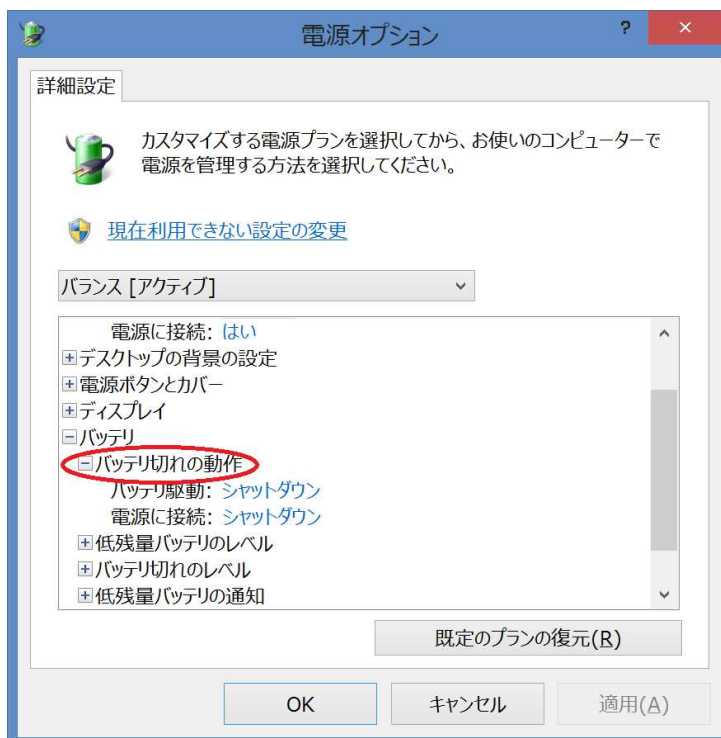 電源オプション
?
×
詳細設定
カスタマイズする電源プランを選択してから、お使いのコンピューターで
電源を管理する方法を選択してください。
現在利用できない設定の変更
バランス [アクティブ]
電源に接続: はい
デスクトップの背景の設定
電源ボタンとカバー
ディスプレイ
バッテリ
バッテリ切れの動作
バッテリ駆動: シャットダウン
電源に接続: シャットダウン
低残量バッテリのレベル
バッテリ切れのレベル
低残量バッテリの通知
既定のプランの復元(R)
OK
キャンセル
適用(A)